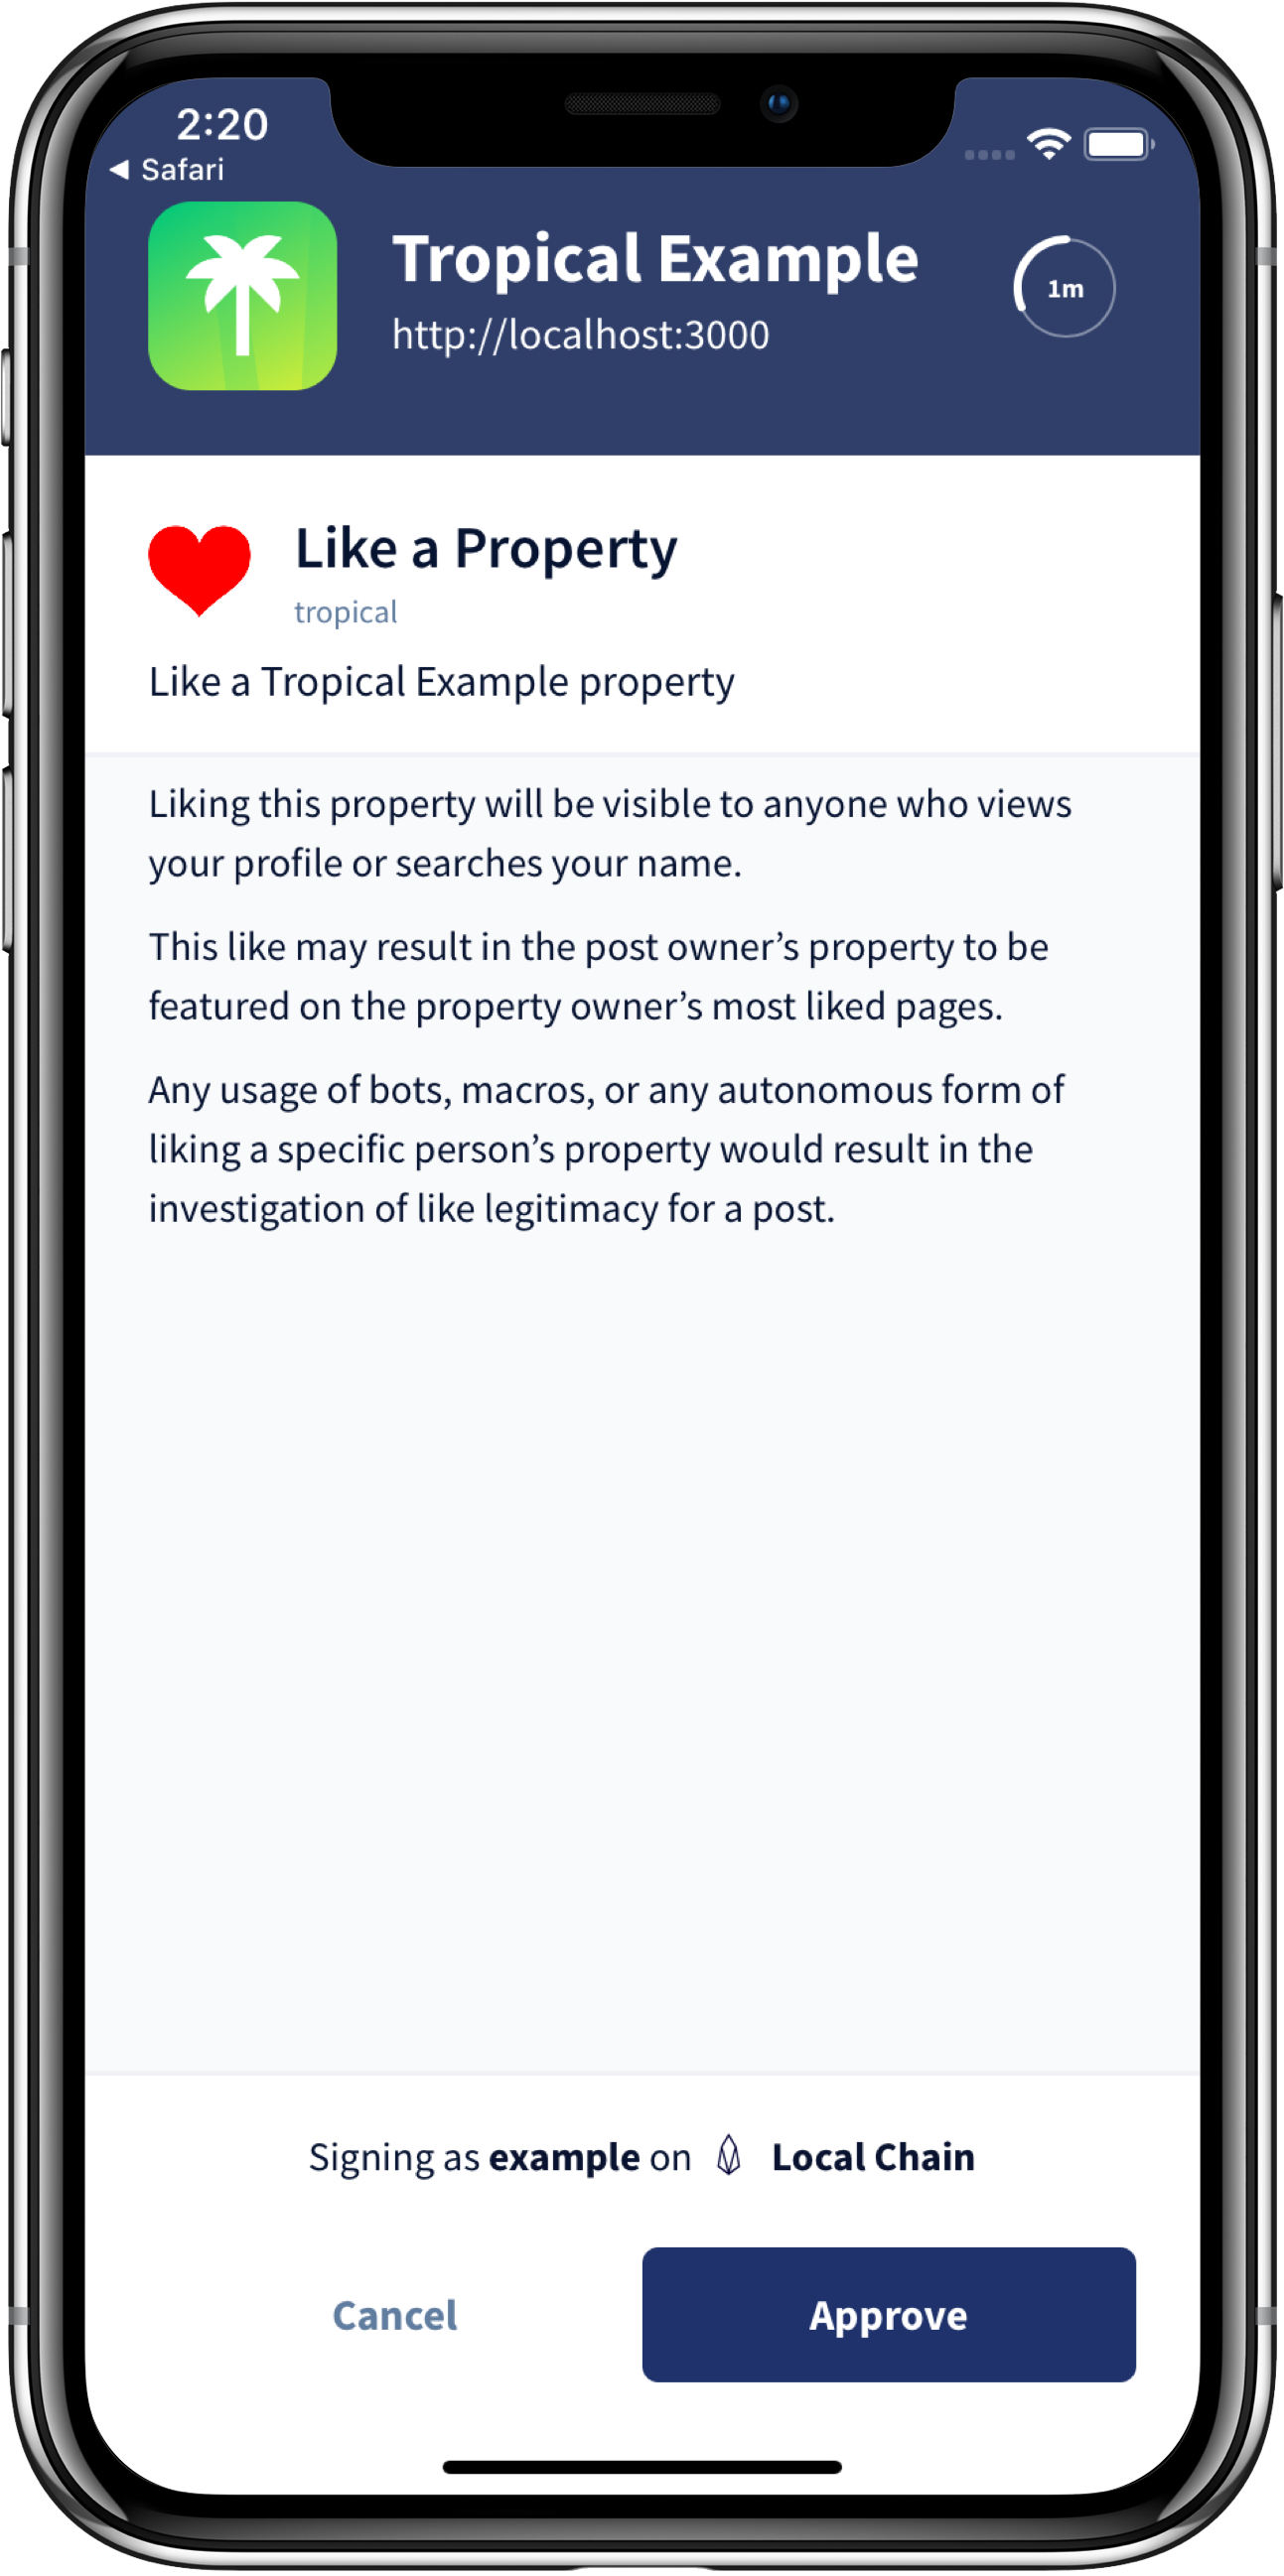 2:20
◀ Safari
Tropical Example
http://localhost:3000
1m
Like a Property
tropical
Like a Tropical Example property
Liking this property will be visible to anyone who views
your profile or searches your name.
This like may result in the post owner’s property to be
featured on the property owner’s most liked pages.
Any usage of bots, macros, or any autonomous form of
liking a specific person’s property would result in the
investigation of like legitimacy for a post.
Signing as example on Local Chain
Cancel
Approve